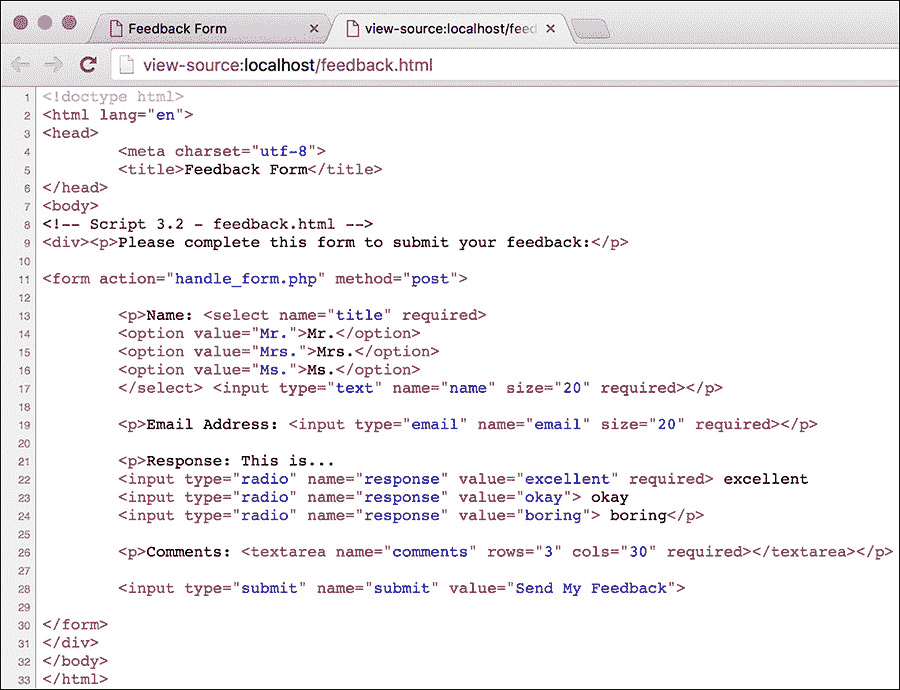 Feedback Form
view-source:localhost/feed
view-source:localhost/feedback.html
1 <!doctype html>
2 <html lang="en">
3 <head>
4 <meta charset="utf-8">
5 <title>Feedback Form</title>
6 </head>
7 <body>
8 <!-- Script 3.2 - feedback.html -->
9 <div><p>Please complete this form to submit your feedback:</p>
10
11 <form action="handle_form.php" method="post">
12
13 <p>Name: <select name="title" required>
14 <option value="Mr.">Mr.</option>
15 <option value="Mrs.">Mrs.</option>
16 <option value="Ms.">Ms.</option>
17 </select> <input type="text" name="name" size="20" required></p>
18
19 <p>Email Address: <input type="email" name="email" size="20" required></p>
20
21 <p>Response: This is...
22 <input type="radio" name="response" value="excellent" required> excellent
23 <input type="radio" name="response" value="okay"> okay
24 <input type="radio" name="response" value="boring"> boring</p>
25
26 <p>Comments: <textarea name="comments" rows="3" cols="30" required></textarea></p>
27
28 <input type="submit" name="submit" value="Send My Feedback">
29
30 </form>
31 </div>
32 </body>
33 </html>